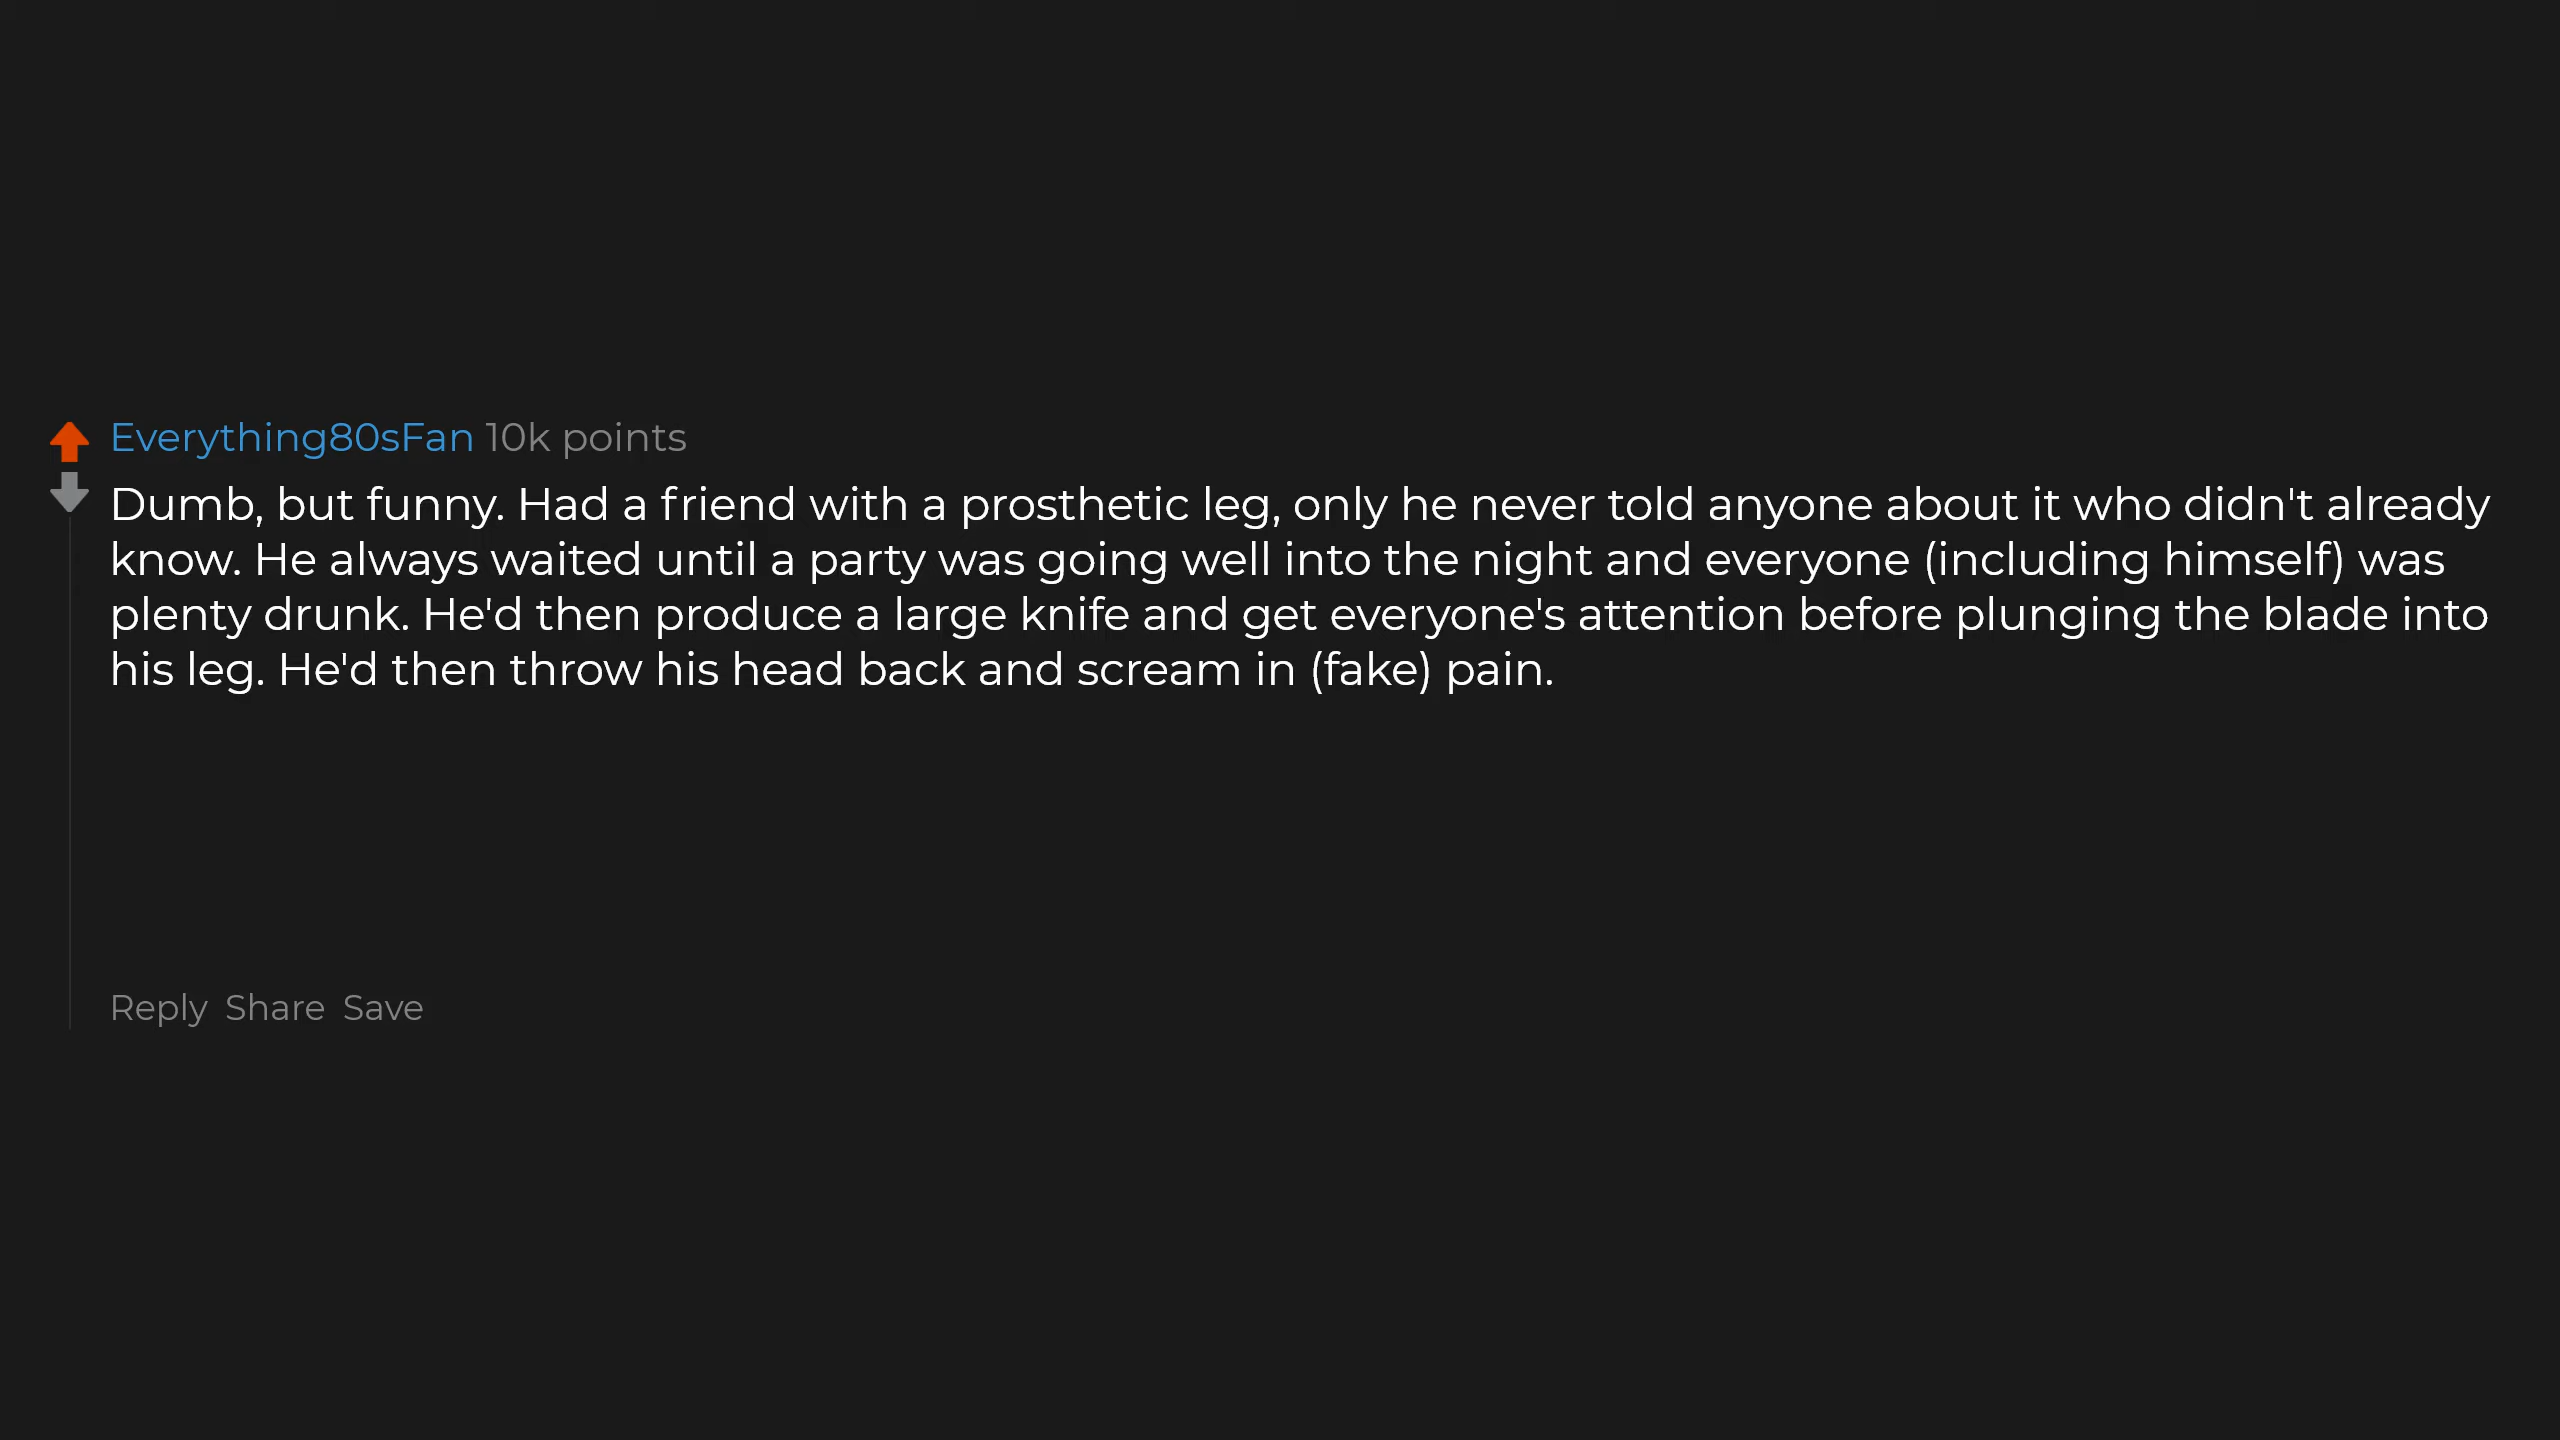 Everything80sFan 10k points
Dumb, but funny. Had a friend with a prosthetic leg, only he never told anyone about it who didn't already
know. He always waited until a party was going well into the night and everyone (including himself) was
plenty drunk. He'd then produce a large knife and get everyone's attention before plunging the blade into
his leg. He'd then throw his head back and scream in (fake) pain.
Reply Share Save